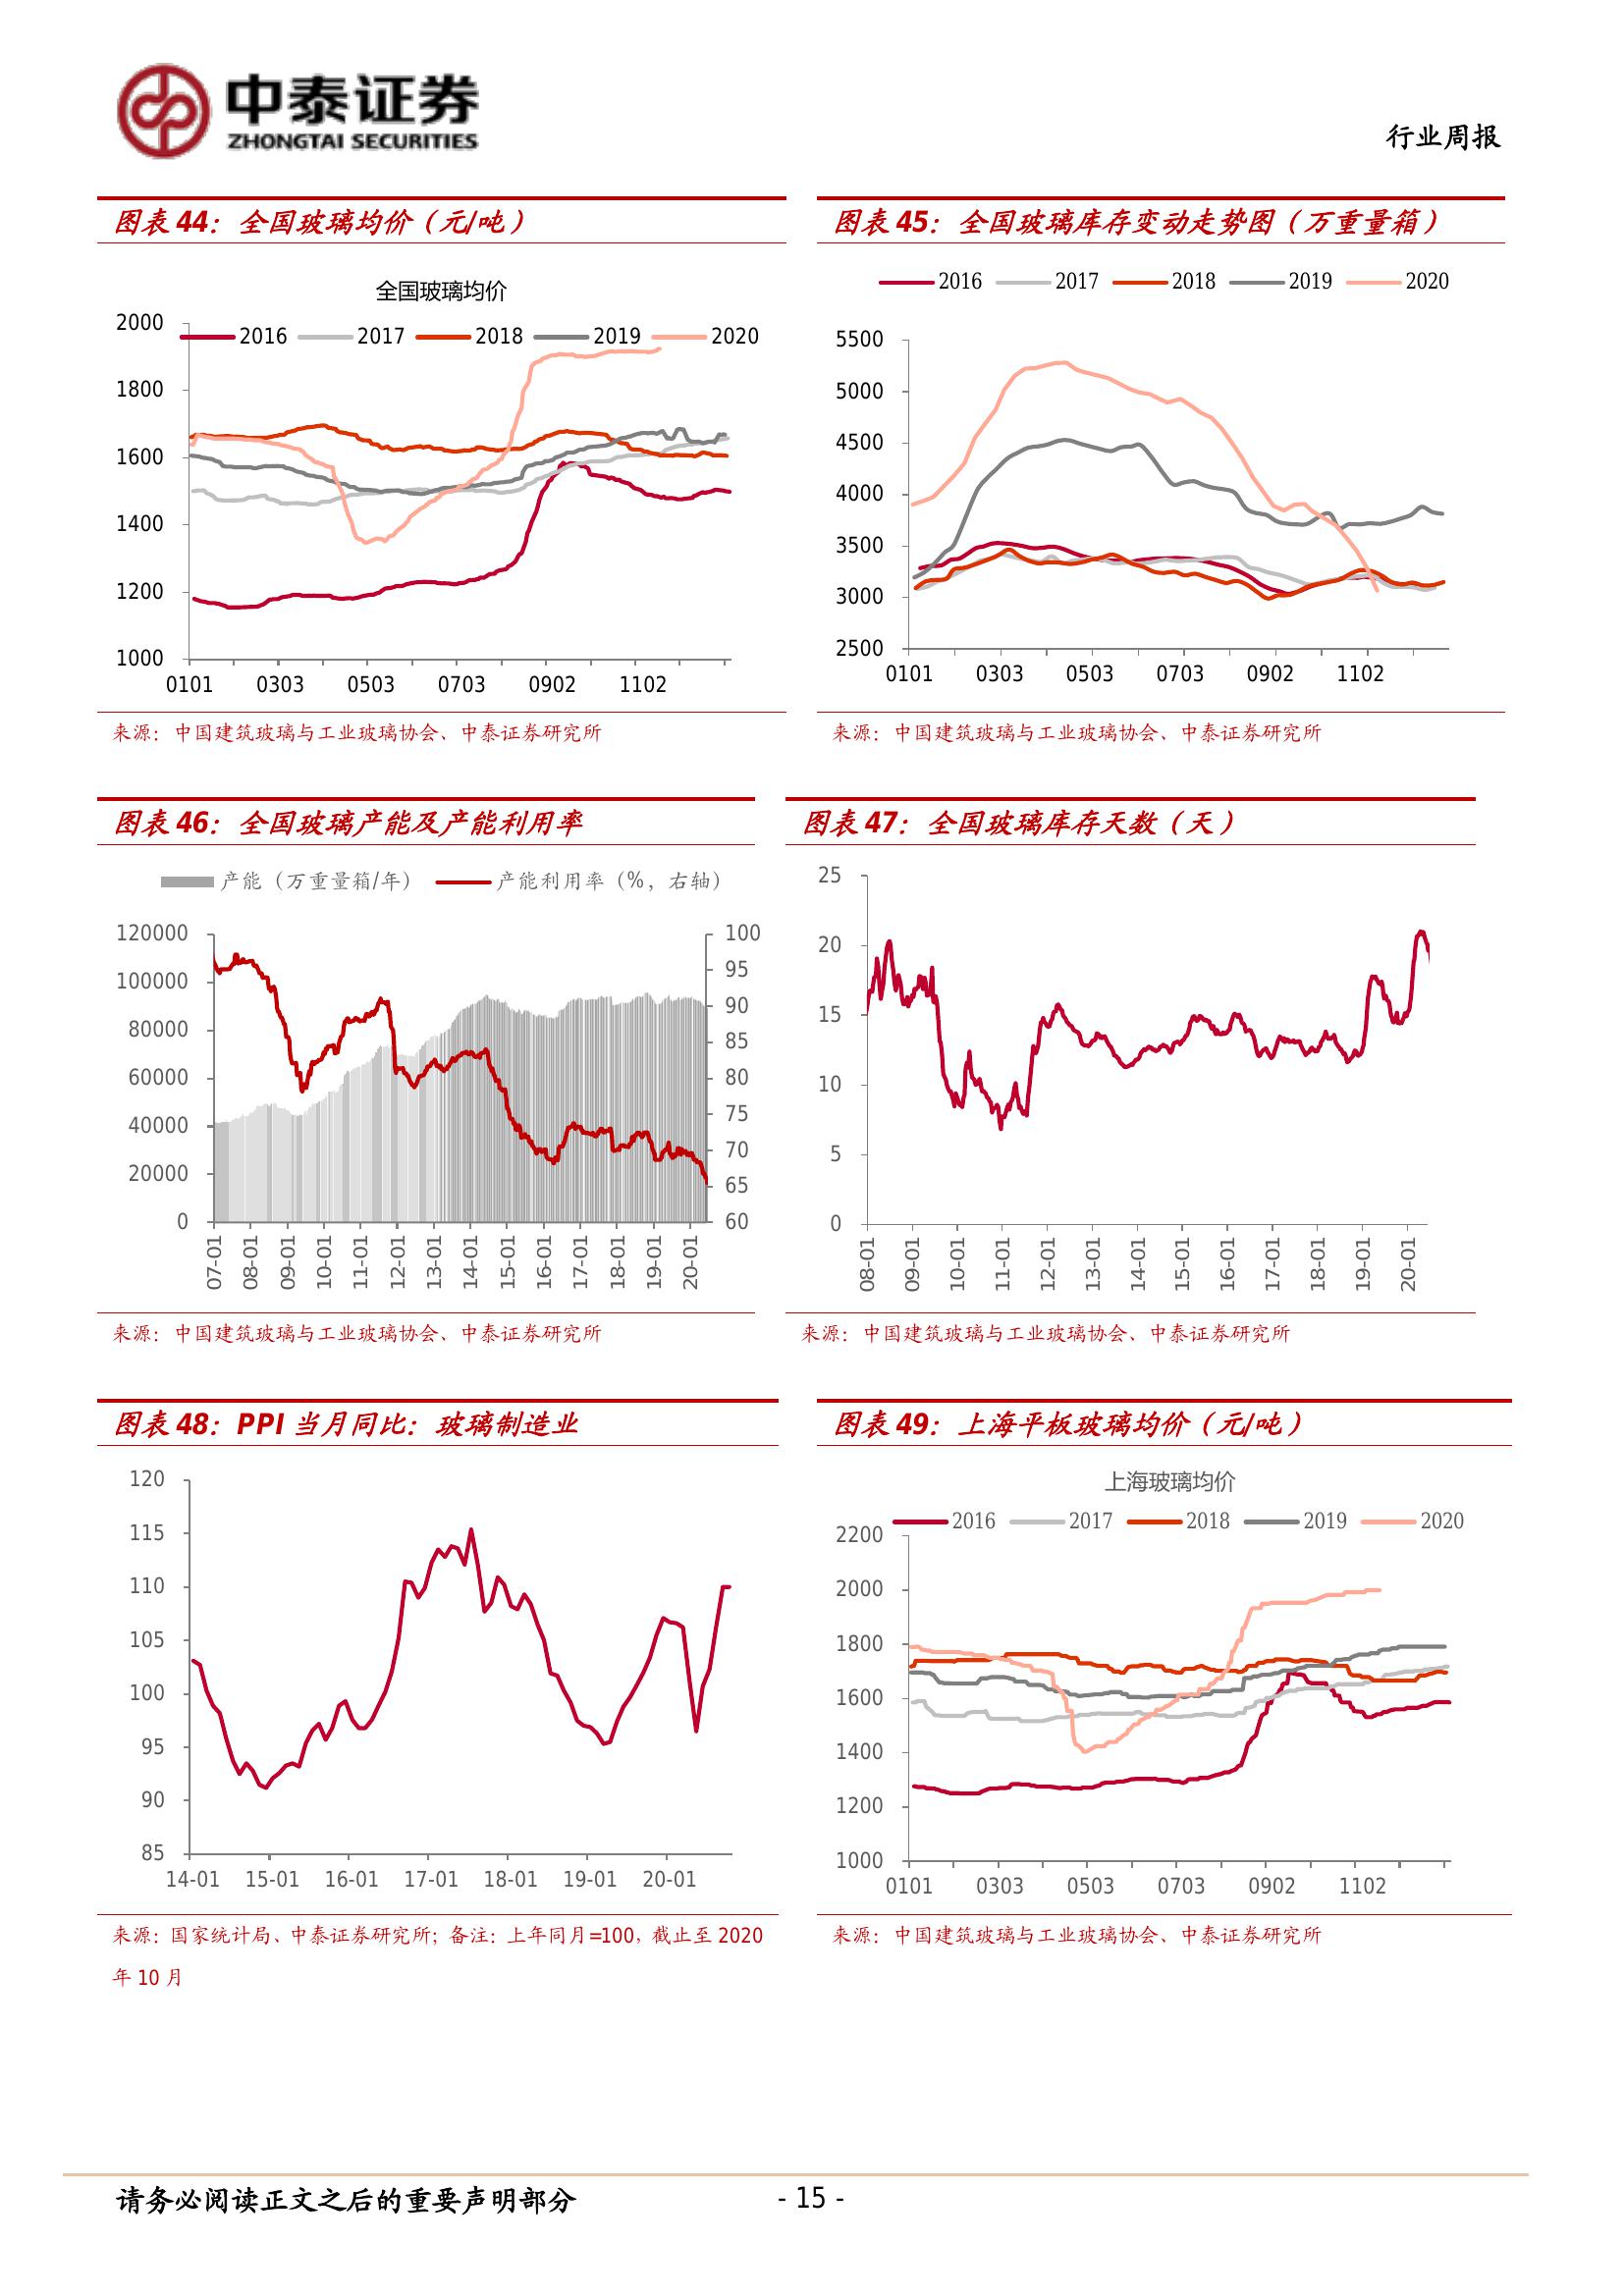 中泰证券
ZHONGTAI SECURITIES
行业周报
图表 44：全国玻璃均价（元/吨）
全国玻璃均价
2016 2017 2018 2019 2020
2000
1800
1600
1400
1200
1000
0101 0303 0503 0703 0902 1102
来源：中国建筑玻璃与工业玻璃协会、中泰证券研究所
图表 45：全国玻璃库存变动走势图（万重量箱）
2016 2017 2018 2019 2020
5500
5000
4500
4000
3500
3000
2500
0101 0303 0503 0703 0902 1102
来源：中国建筑玻璃与工业玻璃协会、中泰证券研究所
图表 46：全国玻璃产能及产能利用率
产能（万重量箱/年） 产能利用率（%，右轴）
120000 100
100000 95
80000 90
60000 85
40000 80
20000 75
0 70
65
60
07-01 08-01 09-01 10-01 11-01 12-01 13-01 14-01 15-01 16-01 17-01 18-01 19-01 20-01
来源：中国建筑玻璃与工业玻璃协会、中泰证券研究所
图表 47：全国玻璃库存天数（天）
25
20
15
10
5
0
08-01 09-01 10-01 11-01 12-01 13-01 14-01 15-01 16-01 17-01 18-01 19-01 20-01
来源：中国建筑玻璃与工业玻璃协会、中泰证券研究所
图表 48：PPI 当月同比：玻璃制造业
120
115
110
105
100
95
90
85
14-01 15-01 16-01 17-01 18-01 19-01 20-01
来源：国家统计局、中泰证券研究所；备注：上年同月=100，截止至 2020
年 10 月
图表 49：上海平板玻璃均价（元/吨）
上海玻璃均价
2016 2017 2018 2019 2020
2200
2000
1800
1600
1400
1200
1000
0101 0303 0503 0703 0902 1102
来源：中国建筑玻璃与工业玻璃协会、中泰证券研究所
请务必阅读正文之后的重要声明部分
- 15 -